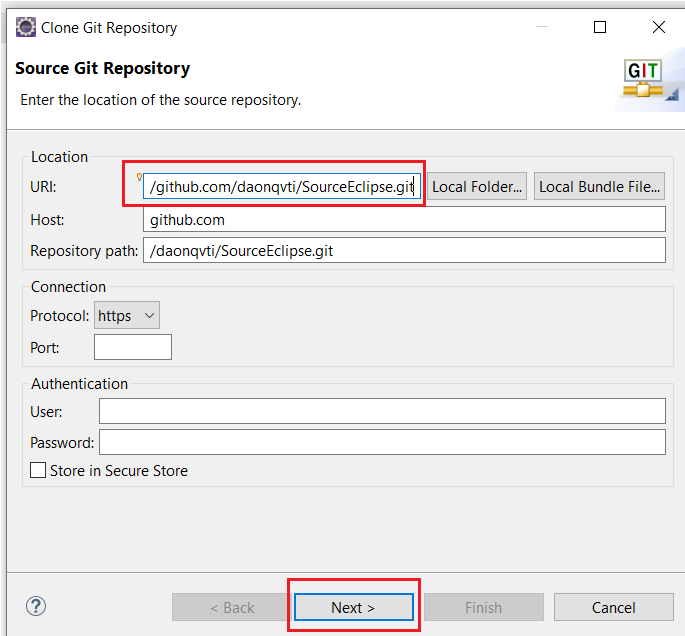 Clone Git Repository
Source Git Repository
Enter the location of the source repository.
GIT
Location
URI: /github.com/daonqvti/SourceEclipse.git Local Folder... Local Bundle File...
Host: github.com
Repository path: /daonqvti/SourceEclipse.git
Connection
Protocol: https
Port:
Authentication
User:
Password:
Store in Secure Store
? < Back Next > Finish Cancel